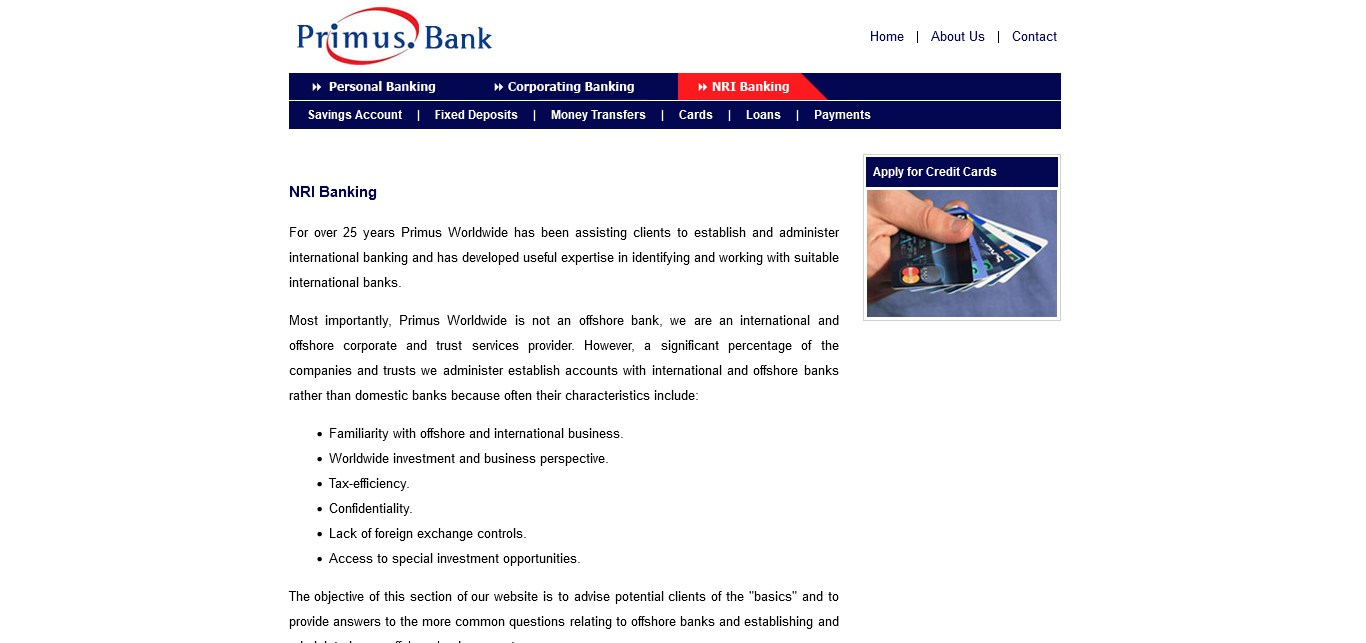 Primus. Bank
Home | About Us | Contact
Personal Banking Corporating Banking NRI Banking
Savings Account | Fixed Deposits | Money Transfers | Cards | Loans | Payments
Apply for Credit Cards
NRI Banking
For over 25 years Primus Worldwide has been assisting clients to establish and administer
international banking and has developed useful expertise in identifying and working with suitable
international banks.
Most importantly, Primus Worldwide is not an offshore bank, we are an international and
offshore corporate and trust services provider. However, a significant percentage of the
companies and trusts we administer establish accounts with international and offshore banks
rather than domestic banks because often their characteristics include:
• Familiarity with offshore and international business.
• Worldwide investment and business perspective.
• Tax-efficiency.
• Confidentiality.
• Lack of foreign exchange controls.
• Access to special investment opportunities.
The objective of this section of our website is to advise potential clients of the "basics" and to
provide answers to the more common questions relating to offshore banks and establishing and